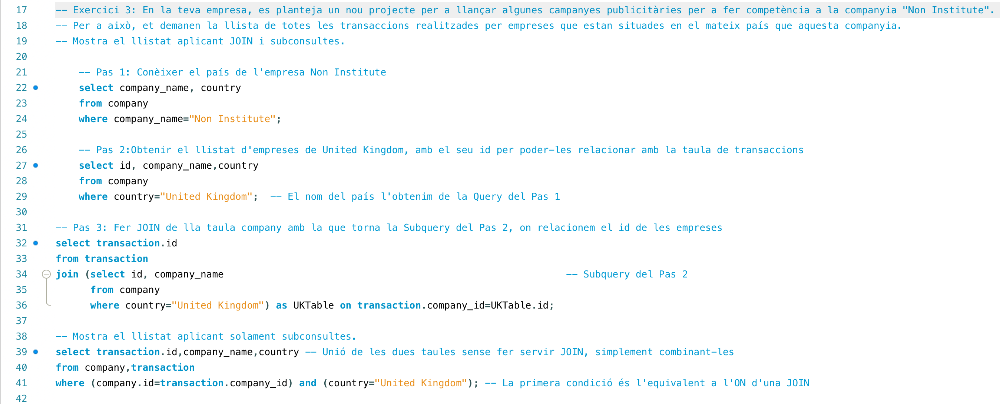 17 -- Exercici 3: En la teva empresa, es planteja un nou projecte per a llançar algunes campanyes publicitàries per a fer competència a la companyia "Non Institute".
18 -- Per a això, et demanen la llista de totes les transaccions realitzades per empreses que estan situades en el mateix país que aquesta companyia.
19 -- Mostra el llistat aplicant JOIN i subconsultes.
20
21 -- Pas 1: Conèixer el país de l'empresa Non Institute
22 select company_name, country
23 from company
24 where company_name="Non Institute";
25
26 -- Pas 2:Obtenir el llistat d'empreses de United Kingdom, amb el seu id per poder-les relacionar amb la taula de transaccions
27 select id, company_name,country
28 from company
29 where country="United Kingdom"; -- El nom del país l'obtenim de la Query del Pas 1
30
31 -- Pas 3: Fer JOIN de lla taula company amb la que torna la Subquery del Pas 2, on relacionem el id de les empreses
32 select transaction.id
33 from transaction
34 join (select id, company_name -- Subquery del Pas 2
35 from company
36 where country="United Kingdom") as UKTable on transaction.company_id=UKTable.id;
37
38 -- Mostra el llistat aplicant solament subconsultes.
39 select transaction.id,company_name,country -- Unió de les dues taules sense fer servir JOIN, simplement combinant-les
40 from company,transaction
41 where (company.id=transaction.company_id) and (country="United Kingdom"); -- La primera condició és l'equivalent a l'ON d'una JOIN
42